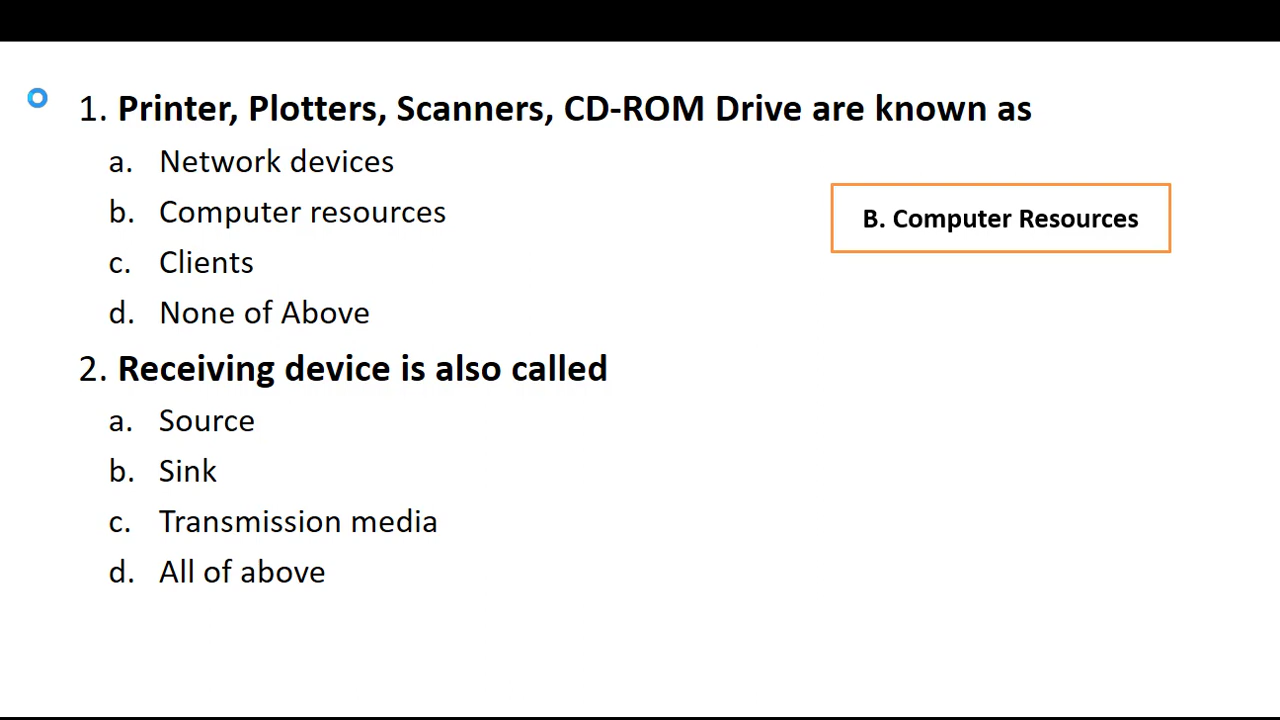 1. Printer, Plotters, Scanners, CD-ROM Drive are known as
a. Network devices
b. Computer resources
B. Computer Resources
c. Clients
d. None of Above
2. Receiving device is also called
a. Source
b. Sink
c. Transmission media
d. All of above